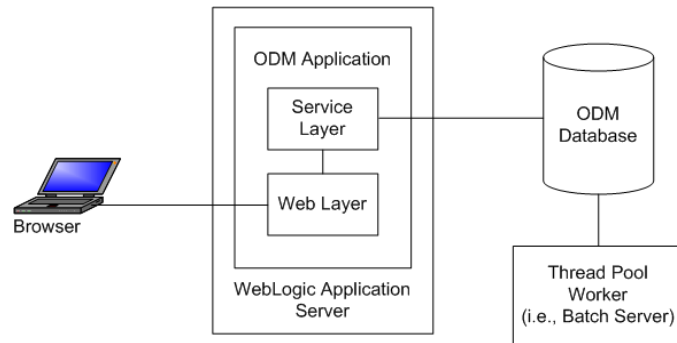 ODM Application
Service
Layer
Web Layer
WebLogic Application
Server
Browser
ODM
Database
Thread Pool
Worker
(i.e., Batch Server)